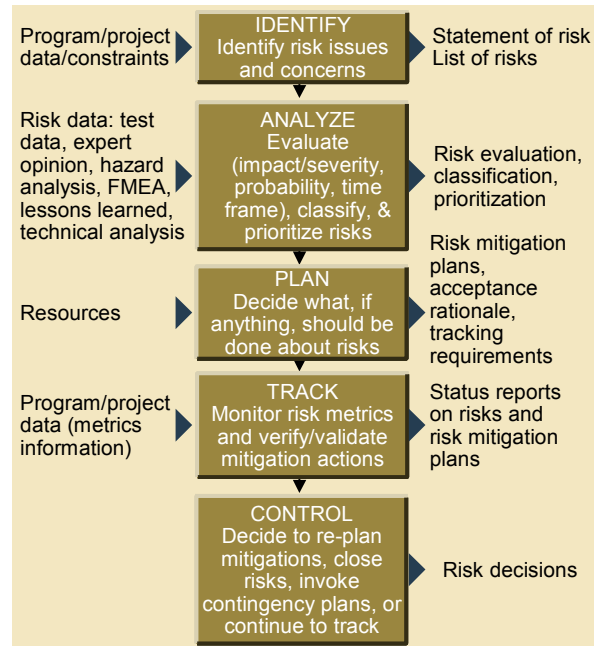 Program/project
data/constraints
IDENTIFY
Identify risk issues
and concerns
Statement of risk
List of risks
Risk data: test
data, expert
opinion, hazard
analysis, FMEA,
lessons learned,
technical analysis
ANALYZE
Evaluate
(impact/severity,
probability, time
frame), classify, &
prioritize risks
Risk evaluation,
classification,
prioritization
Resources
PLAN
Decide what, if
anything, should be
done about risks
Risk mitigation
plans,
acceptance
rationale,
tracking
requirements
Program/project
data (metrics
information)
TRACK
Monitor risk metrics
and verify/validate
mitigation actions
Status reports
on risks and
risk mitigation
plans
CONTROL
Decide to re-plan
mitigations, close
risks, invoke
contingency plans, or
continue to track
Risk decisions